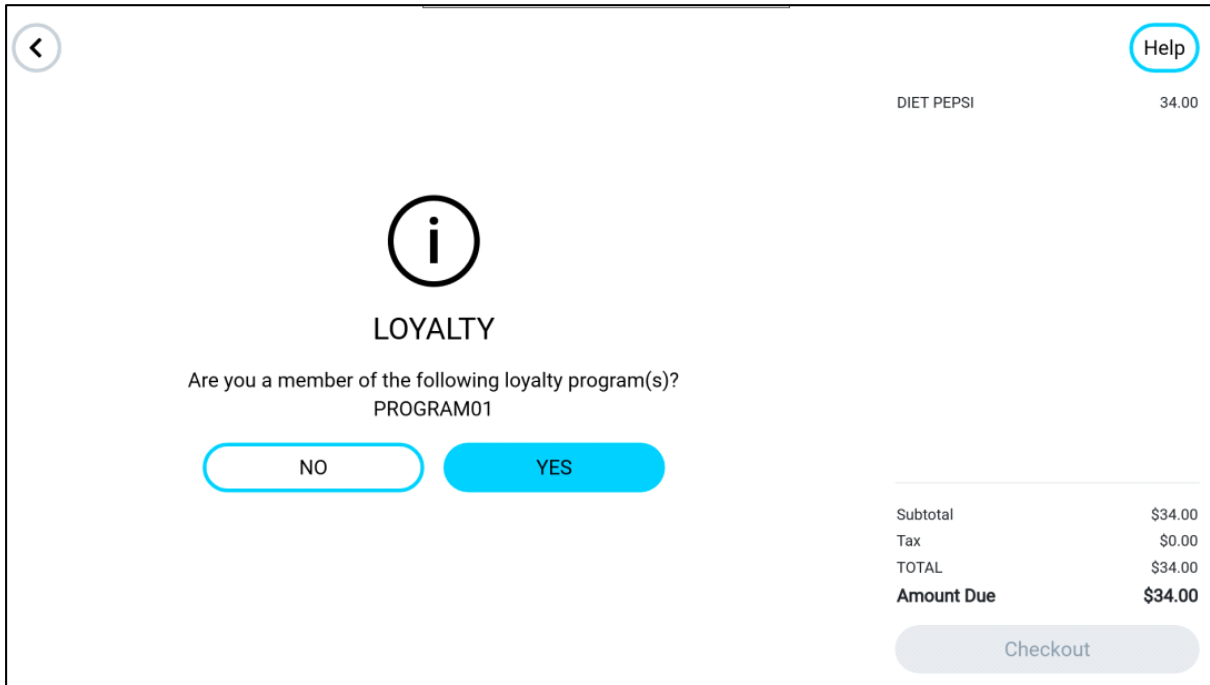 Help
DIET PEPSI 34.00
i
LOYALTY
Are you a member of the following loyalty program(s)?
PROGRAM01
NO YES
Subtotal $34.00
Tax $0.00
TOTAL $34.00
Amount Due $34.00
Checkout